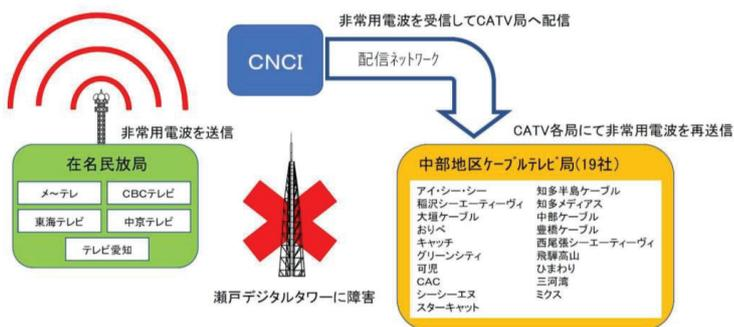 非常用電波を受信してCATV局へ配信
CNCI
配信ネットワーク
非常用電波を送信
CATV各局にて非常用電波を再送信
在名民放局
メ~テレ
CBCテレビ
東海テレビ
中京テレビ
テレビ愛知
瀬戸デジタルタワーに障害
中部地区ケーブルテレビ局(19社)
アイ・シー・シー
稲沢シーエーティーヴィ
大垣ケーブル
おりべ
キャッチ
グリーンシティ
可児
CAC
シーシーエヌ
スターキャット
知多半島ケーブル
知多メディアス
中部ケーブル
豊橋ケーブル
西尾張シーエーティーヴィ
飛騨高山
ひまわり
三河湾
ミクス